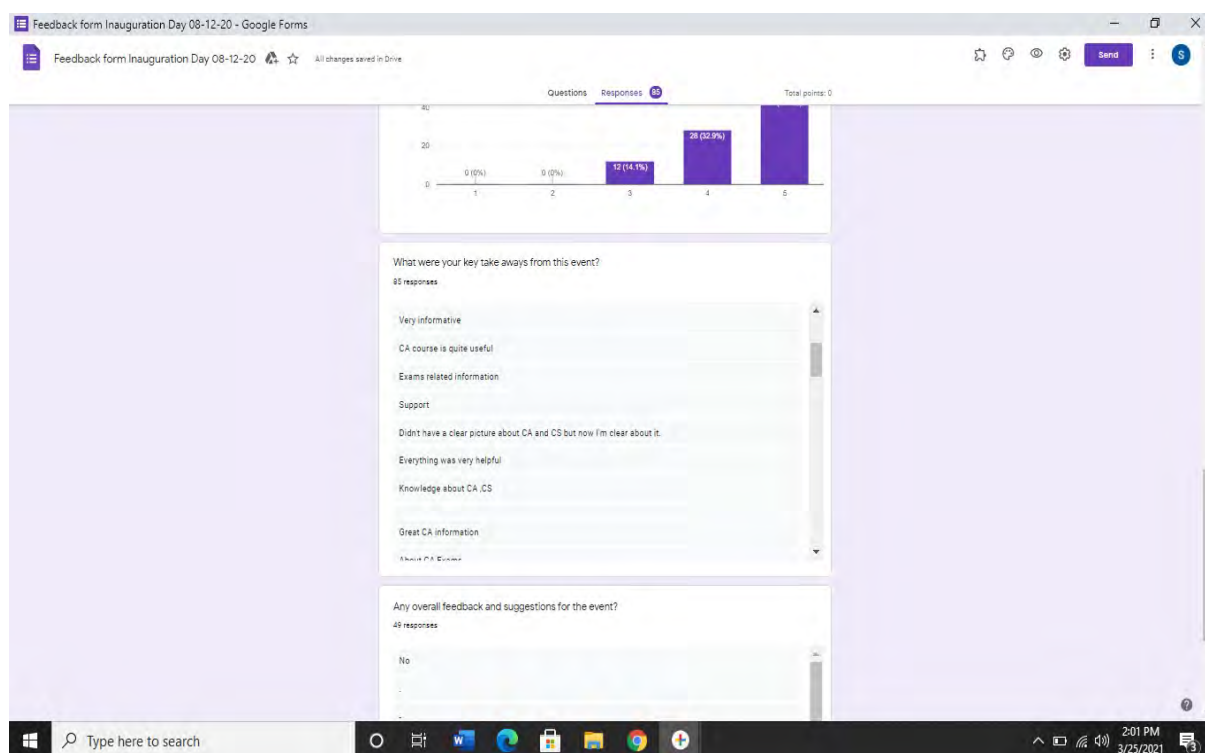 Feedback form Inauguration Day 08-12-20 - Google Forms
Feedback form Inauguration Day 08-12-20 All changes saved in Drive Send S
Questions Responses 85 Total points: 0
40
20
0
0 (0%)
0 (0%)
12 (14.1%)
28 (32.9%)
1 2 3 4 5
What were your key take aways from this event?
85 responses
Very informative
CA course is quite useful
Exams related information
Support
Didn't have a clear picture about CA and CS but now I'm clear about it.
Everything was very helpful
Knowledge about CA ,CS
Great CA information
About CA Exams
Any overall feedback and suggestions for the event?
49 responses
No
.
.
Type here to search
2:01 PM
3/25/2021
3